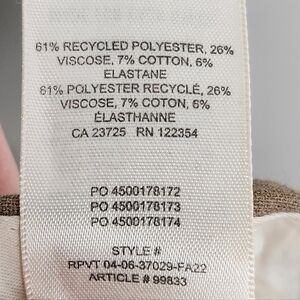 61% RECYCLED POLYESTER, 26%
VISCOSE, 7% COTTON, 6%
ELASTANE
61% POLYESTER RECYCLÉ, 26%
VISCOSE, 7% COTON, 6%
ÉLASTHANNE
CA 23725 RN 122354
PO 4500178172
PO 4500178173
PO 4500178174
STYLE #
RPVT 04-06-37029-FA22
ARTICLE # 99833